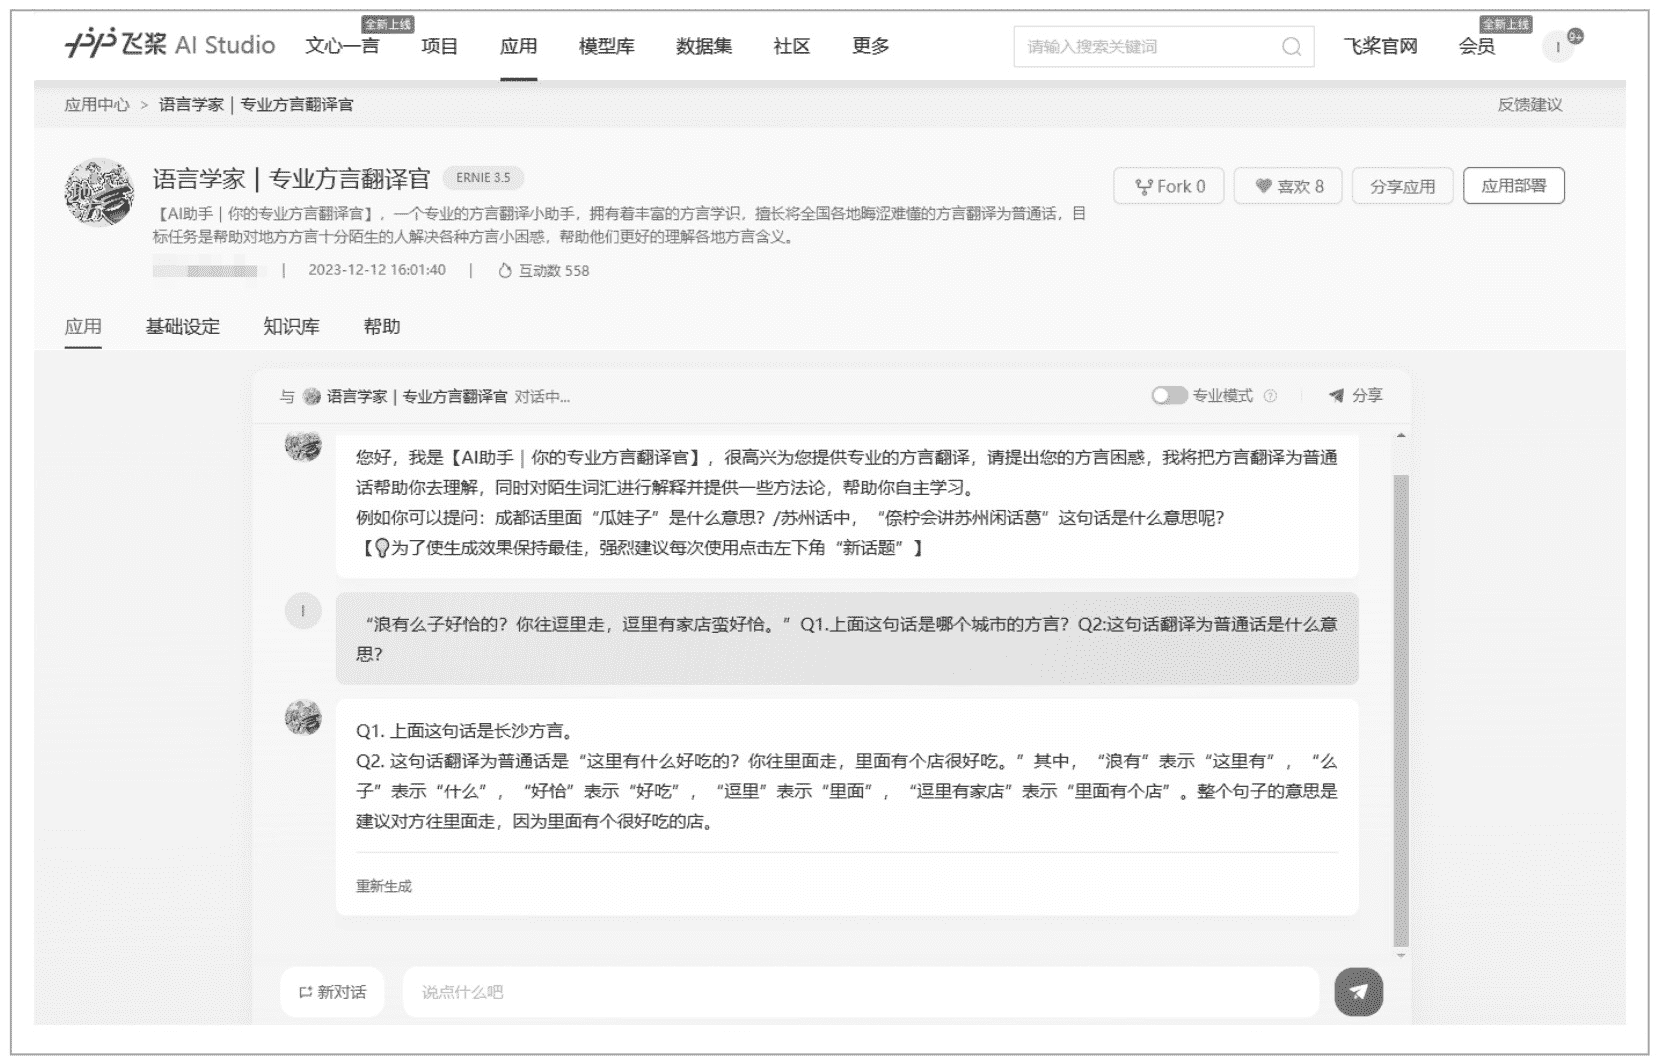 飞桨 AI Studio 文心一言 全新上线 项目 应用 模型库 数据集 社区 更多 请输入搜索关键词 飞桨官网 会员 全新上线 I 9+
应用中心 > 语言学家 | 专业方言翻译官 反馈建议
语言学家 | 专业方言翻译官 ERNIE 3.5 Fork 0 喜欢 8 分享应用 应用部署
【AI助手 | 你的专业方言翻译官】，一个专业的方言翻译小助手，拥有着丰富的方言学识，擅长将全国各地晦涩难懂的方言翻译为普通话，目
标任务是帮助对地方方言十分陌生的人解决各种方言小困惑，帮助他们更好的理解各地方言含义。
| 2023-12-12 16:01:40 | 互动数 558
应用 基础设定 知识库 帮助
与 语言学家 | 专业方言翻译官 对话中... 专业模式 ? 分享
您好，我是【AI助手 | 你的专业方言翻译官】，很高兴为您提供专业的方言翻译，请提出您的方言困惑，我将把方言翻译为普通
话帮助你去理解，同时对陌生词汇进行解释并提供一些方法论，帮助你自主学习。
例如你可以提问：成都话里面“瓜娃子”是什么意思？/苏州话中，“倷柠会讲苏州闲话葛”这句话是什么意思呢？
【💡为了使生成效果保持最佳，强烈建议每次使用点击左下角“新话题”】
I
“浪有么子好恰的？你往逗里走，逗里有家店蛮好恰。”Q1.上面这句话是哪个城市的方言？Q2:这句话翻译为普通话是什么意
思？
Q1. 上面这句话是长沙方言。
Q2. 这句话翻译为普通话是“这里有什么好吃的？你往里面走，里面有个店很好吃。”其中，“浪有”表示“这里有”，“么
子”表示“什么”，“好恰”表示“好吃”，“逗里”表示“里面”，“逗里有家店”表示“里面有个店”。整个句子的意思是
建议对方往里面走，因为里面有个很好吃的店。
重新生成
新对话 说点什么吧